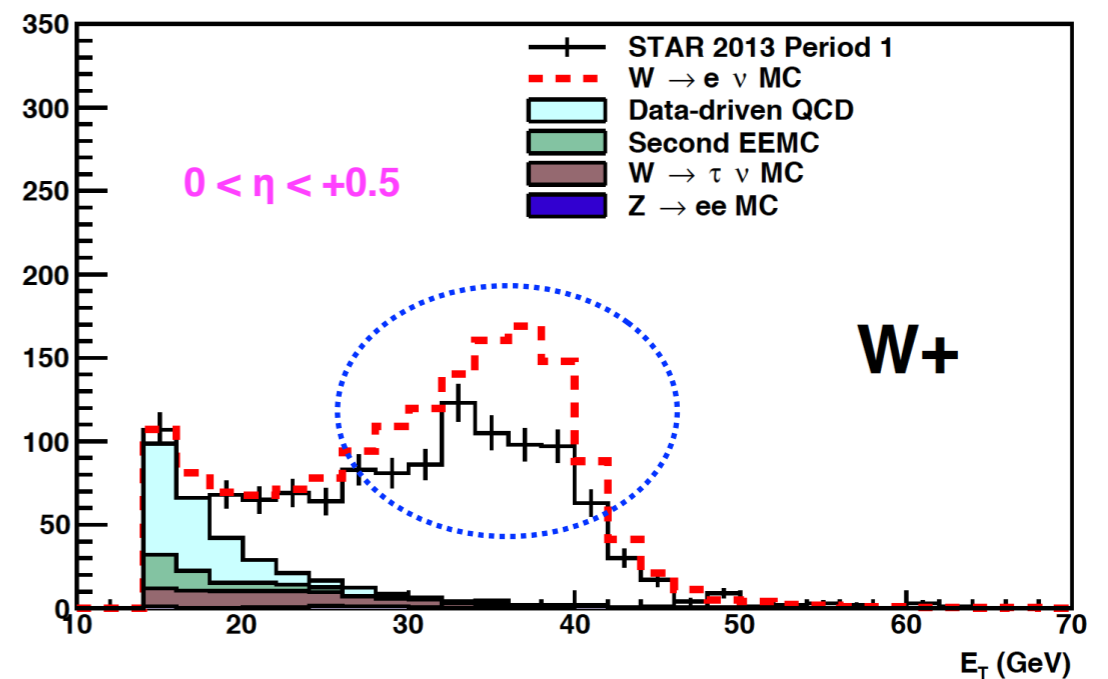 350
300
250
200
150
100
50
0
STAR 2013 Period 1
W → e ν MC
Data-driven QCD
Second EEMC
W → τ ν MC
Z → ee MC
0 < η < +0.5
W+
10 20 30 40 50 60 70
E_T (GeV)